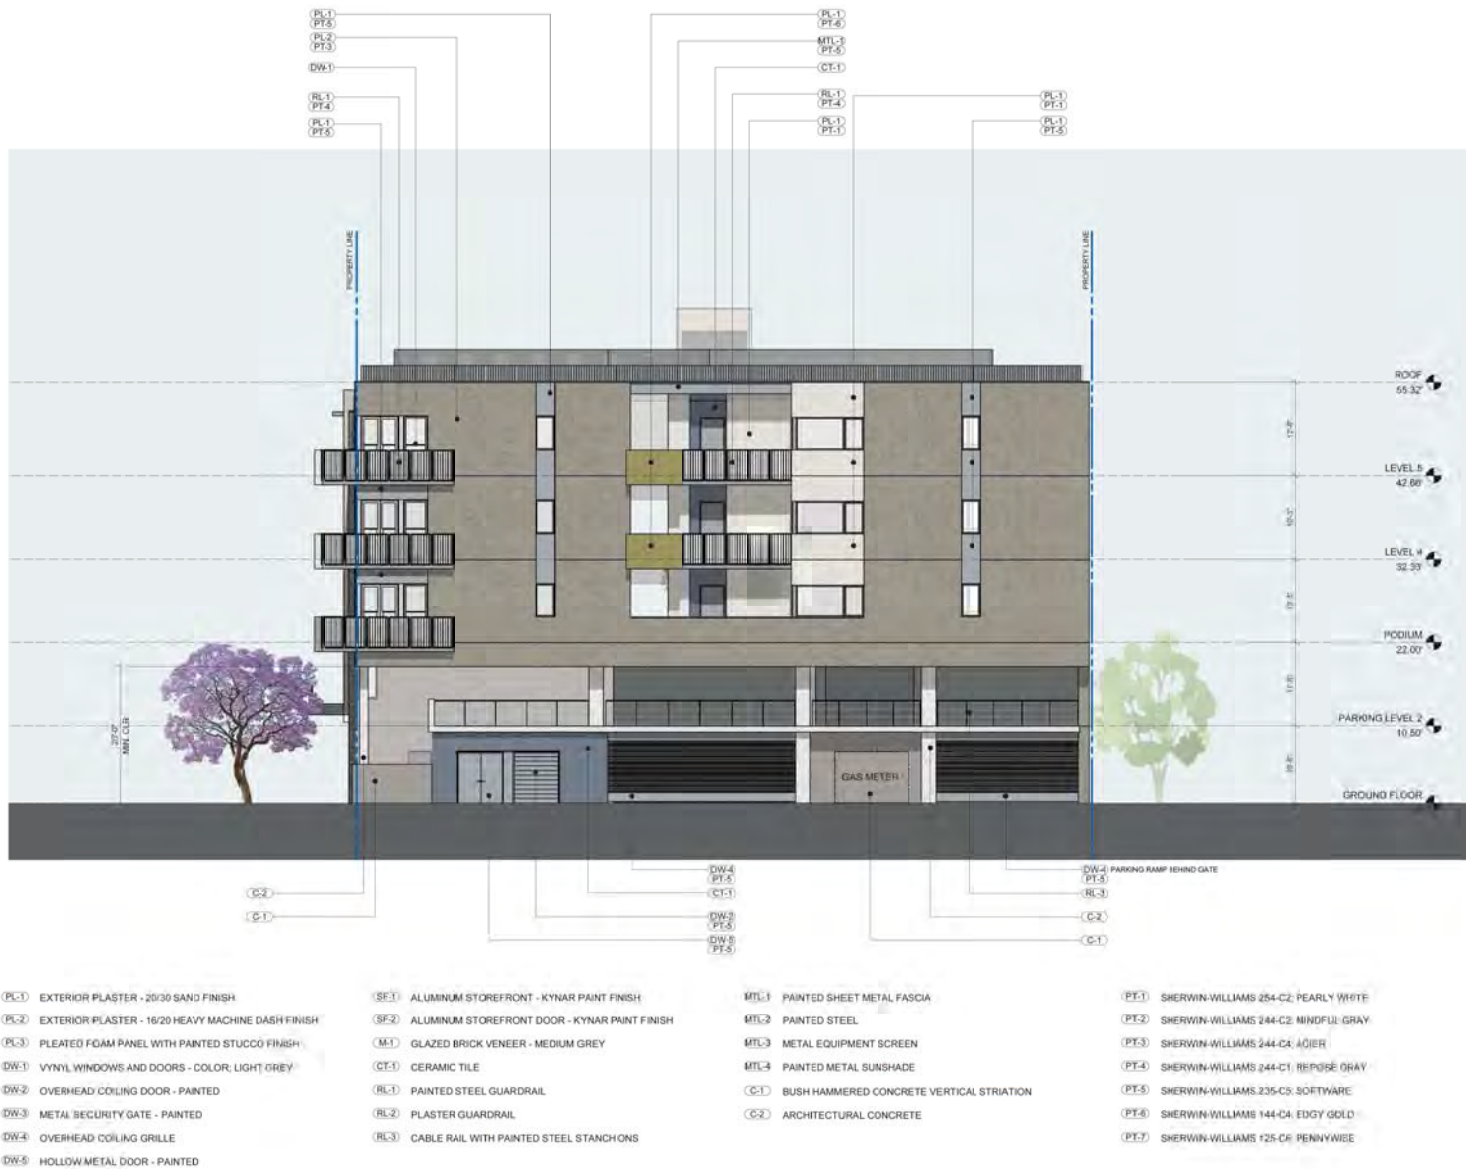 PL-1
PT-5
PL-2
PT-3
DW-1
RL-1
PT-4
PL-1
PT-5
PL-1
PT-6
MTL-1
PT-5
CT-1
RL-1
PT-4
PL-1
PT-1
PL-1
PT-1
PL-1
PT-5
PROPERTY LINE
PROPERTY LINE
ROOF
55.32'
LEVEL 5
42.66'
LEVEL 4
32.33'
PODIUM
22.00'
PARKING LEVEL 2
10.50'
GROUND FLOOR
MIN. CLR.
GAS METER
C-2
C-1
DW-4
PT-5
CT-1
DW-2
PT-5
DW-5
PT-5
DW-4 PARKING RAMP BEHIND GATE
PT-5
RL-3
C-2
C-1
PL-1 EXTERIOR PLASTER - 20/30 SAND FINISH
PL-2 EXTERIOR PLASTER - 16/20 HEAVY MACHINE DASH FINISH
PL-3 PLEATED FOAM PANEL WITH PAINTED STUCCO FINISH
DW-1 VYNYL WINDOWS AND DOORS - COLOR: LIGHT GREY
DW-2 OVERHEAD COILING DOOR - PAINTED
DW-3 METAL SECURITY GATE - PAINTED
DW-4 OVERHEAD COILING GRILLE
DW-5 HOLLOW METAL DOOR - PAINTED
SF-1 ALUMINUM STOREFRONT - KYNAR PAINT FINISH
SF-2 ALUMINUM STOREFRONT DOOR - KYNAR PAINT FINISH
M-1 GLAZED BRICK VENEER - MEDIUM GREY
CT-1 CERAMIC TILE
RL-1 PAINTED STEEL GUARDRAIL
RL-2 PLASTER GUARDRAIL
RL-3 CABLE RAIL WITH PAINTED STEEL STANCHONS
MTL-1 PAINTED SHEET METAL FASCIA
MTL-2 PAINTED STEEL
MTL-3 METAL EQUIPMENT SCREEN
MTL-4 PAINTED METAL SUNSHADE
C-1 BUSH HAMMERED CONCRETE VERTICAL STRIATION
C-2 ARCHITECTURAL CONCRETE
PT-1 SHERWIN-WILLIAMS 254-C2: PEARLY WHITE
PT-2 SHERWIN-WILLIAMS 244-C2: MINDFUL GRAY
PT-3 SHERWIN-WILLIAMS 244-C4: ACIER
PT-4 SHERWIN-WILLIAMS 244-C1: REPOSE GRAY
PT-5 SHERWIN-WILLIAMS 235-C5: SOFTWARE
PT-6 SHERWIN-WILLIAMS 144-C4: EDGY GOLD
PT-7 SHERWIN-WILLIAMS 125-C6: PENNYWISE